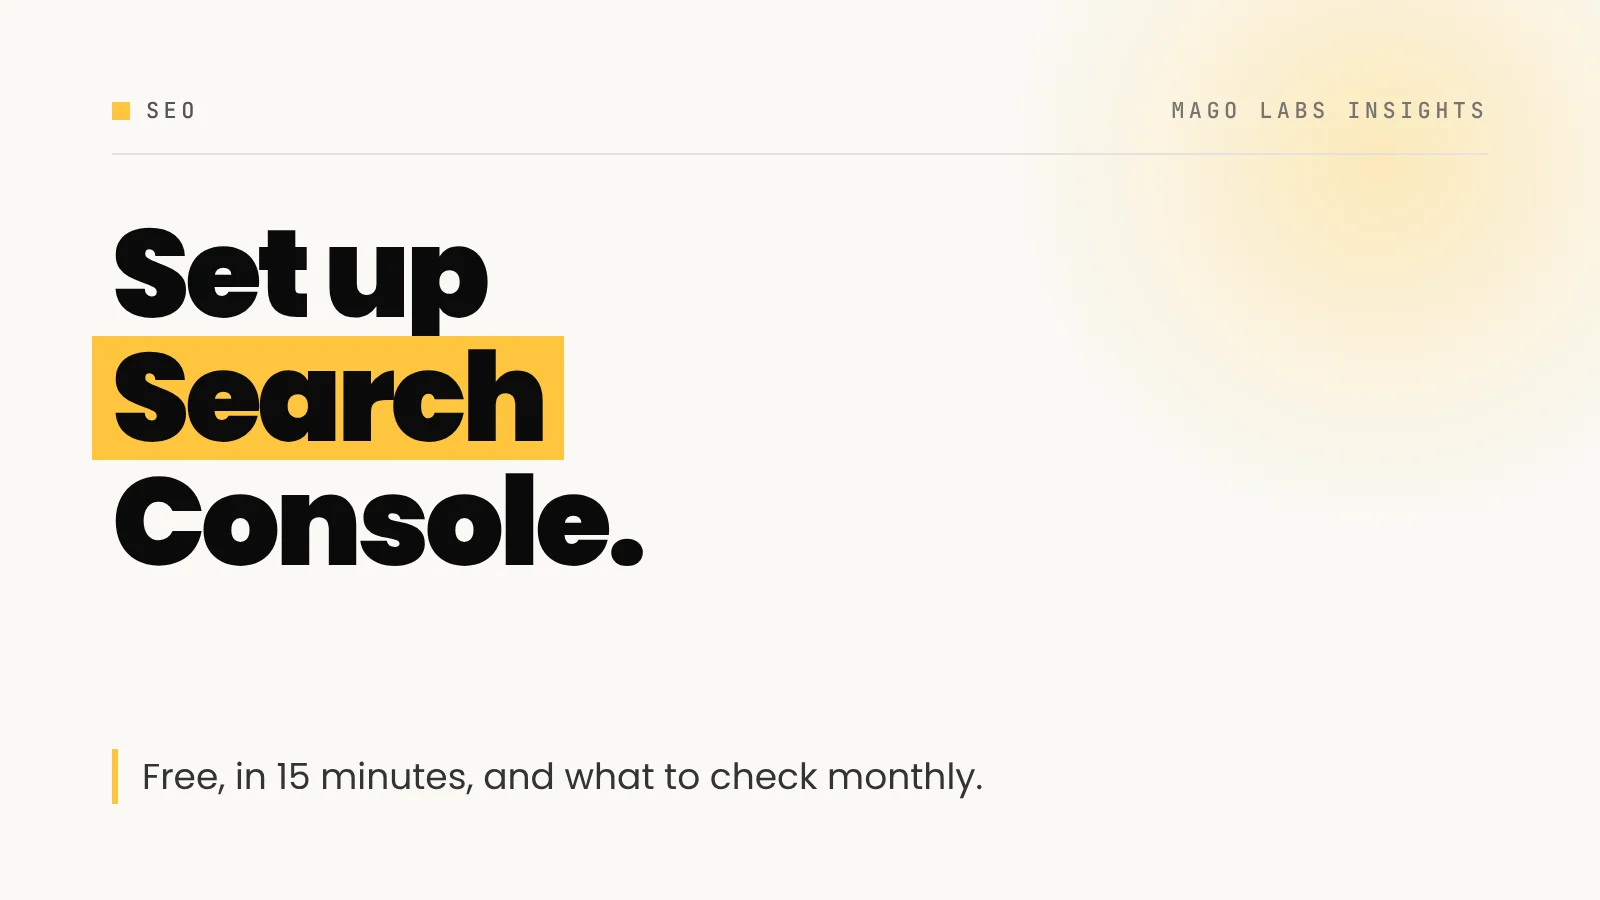 SEO
MAGO LABS INSIGHTS
Set up
Search
Console.
Free, in 15 minutes, and what to check monthly.